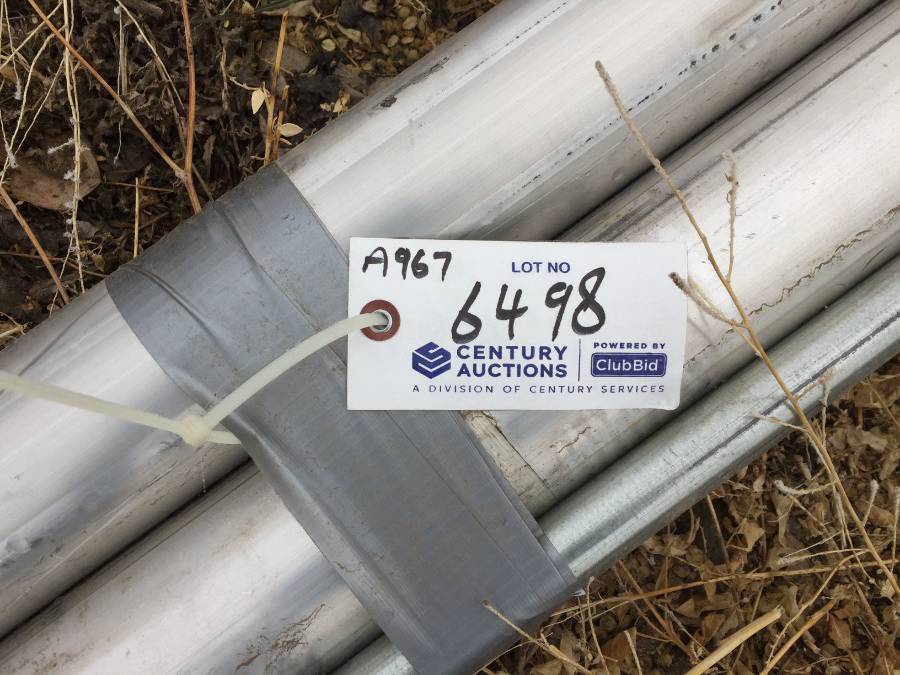 A967
LOT NO
6498
CENTURY AUCTIONS
POWERED BY
ClubBid
A DIVISION OF CENTURY SERVICES